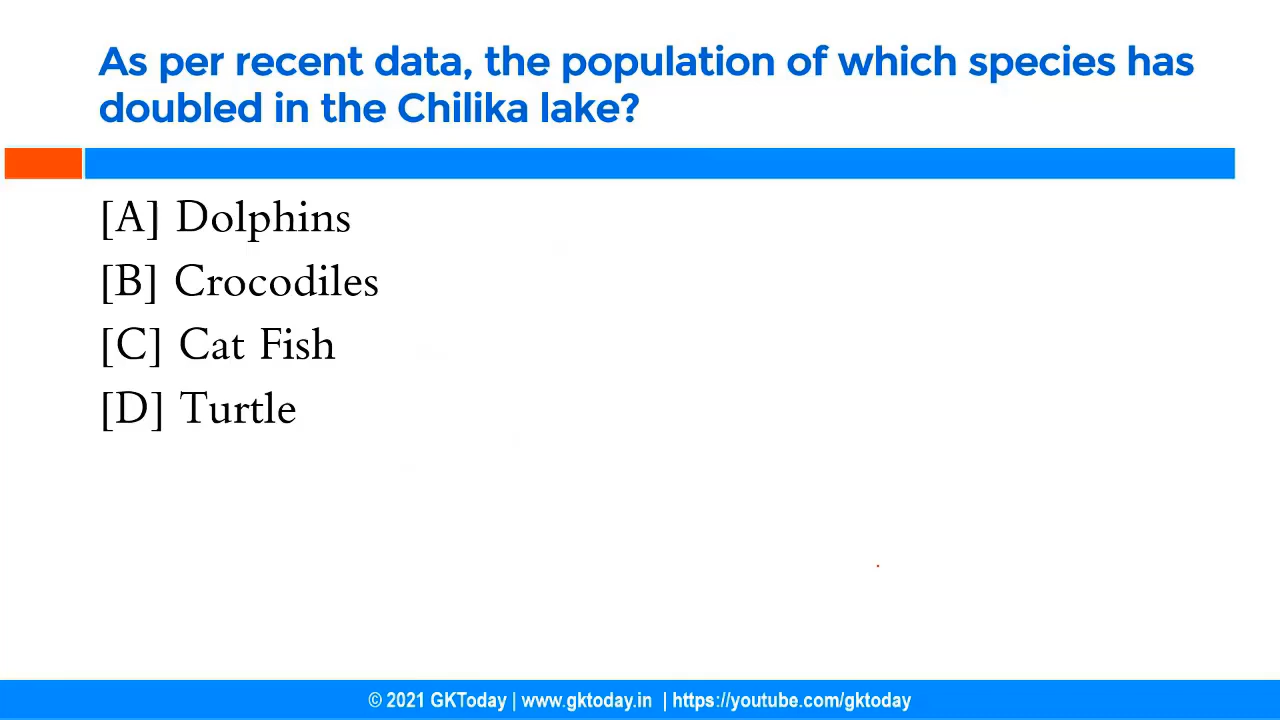 As per recent data, the population of which species has
doubled in the Chilika lake?
[A] Dolphins
[B] Crocodiles
[C] Cat Fish
[D] Turtle
© 2021 GKToday | www.gktoday.in | https://youtube.com/gktoday